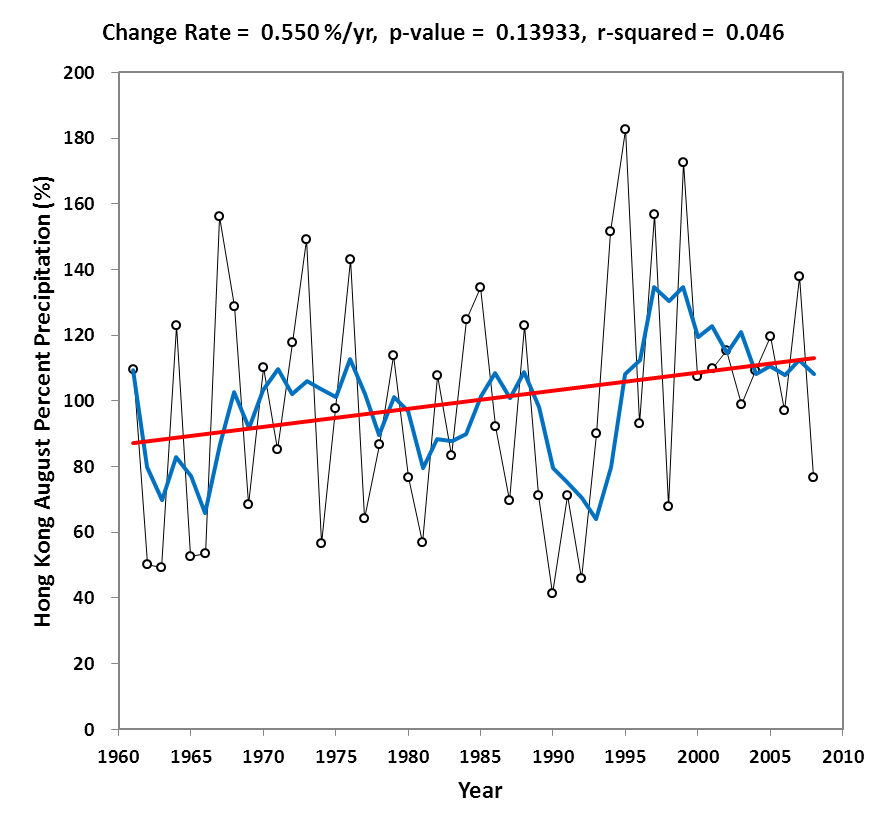 Change Rate = 0.550 %/yr, p-value = 0.13933, r-squared = 0.046
Hong Kong August Percent Precipitation (%)
200
180
160
140
120
100
80
60
40
20
0
1960 1965 1970 1975 1980 1985 1990 1995 2000 2005 2010
Year